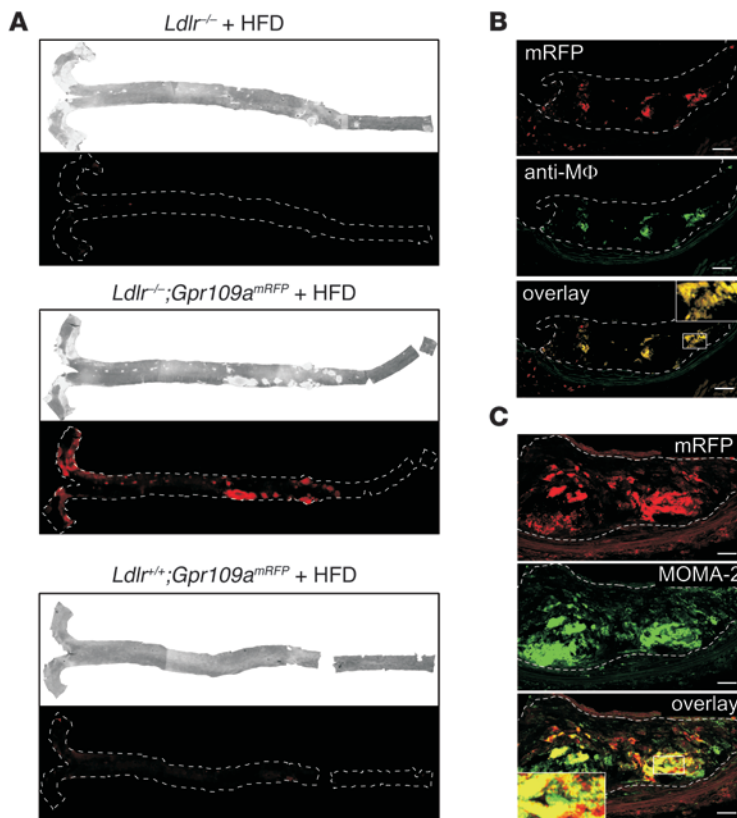 A
Ldlr⁻/⁻ + HFD
Ldlr⁻/⁻;Gpr109aᵐᴿᶠᴾ + HFD
Ldlr⁺/⁺;Gpr109aᵐᴿᶠᴾ + HFD
B
mRFP
anti-MΦ
overlay
C
mRFP
MOMA-2
overlay